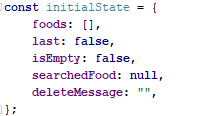 const initialState = {
foods: [],
last: false,
isEmpty: false,
searchedFood: null,
deleteMessage: "",
};